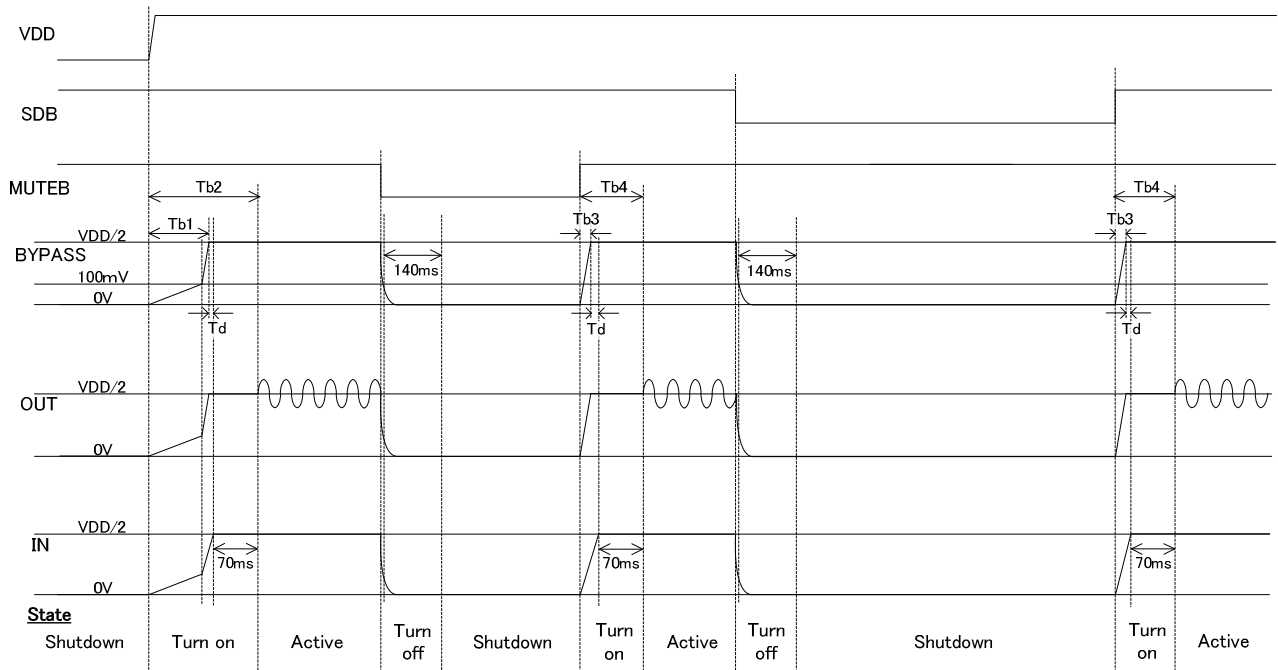 VDD
SDB
MUTEB
Tb2
Tb4
Tb4
Tb1
Tb3
Tb3
VDD/2
BYPASS
140ms
140ms
100mV
0V
Td
Td
Td
VDD/2
OUT
0V
VDD/2
IN
70ms
70ms
70ms
0V
State
Shutdown
Turn on
Active
Turn
off
Shutdown
Turn
on
Active
Turn
off
Shutdown
Turn
on
Active